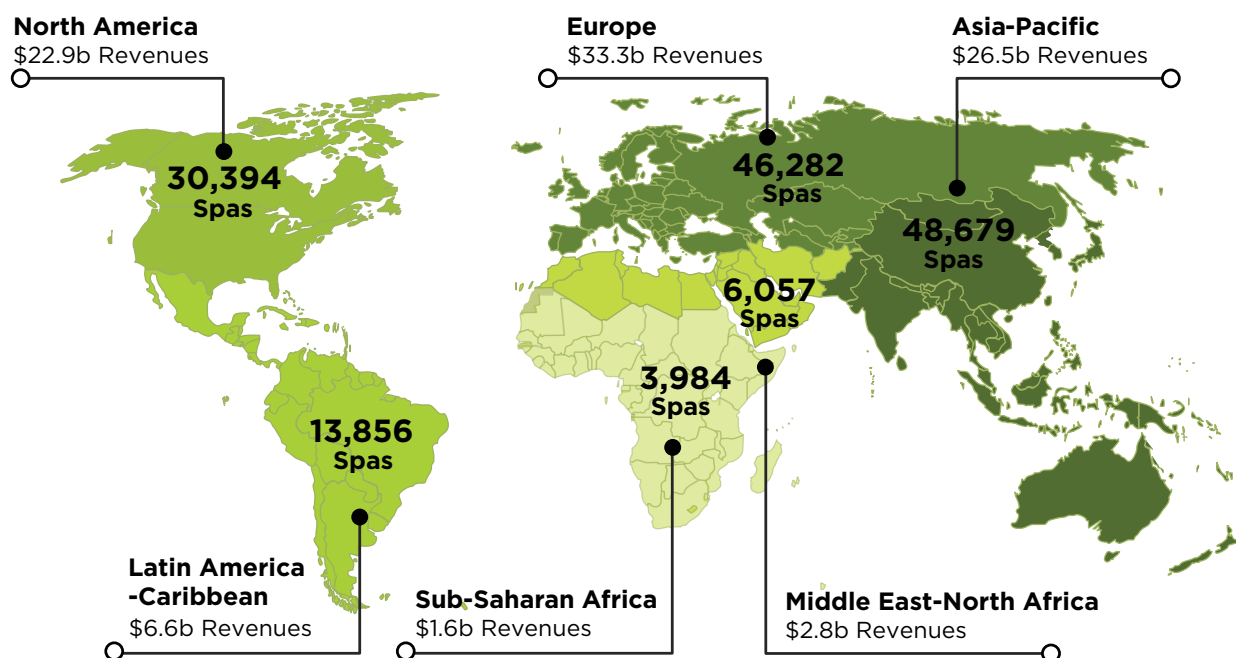 North America
$22.9b Revenues
Europe
$33.3b Revenues
Asia-Pacific
$26.5b Revenues
30,394
Spas
46,282
Spas
48,679
Spas
6,057
Spas
3,984
Spas
13,856
Spas
Latin America
-Caribbean
$6.6b Revenues
Sub-Saharan Africa
$1.6b Revenues
Middle East-North Africa
$2.8b Revenues